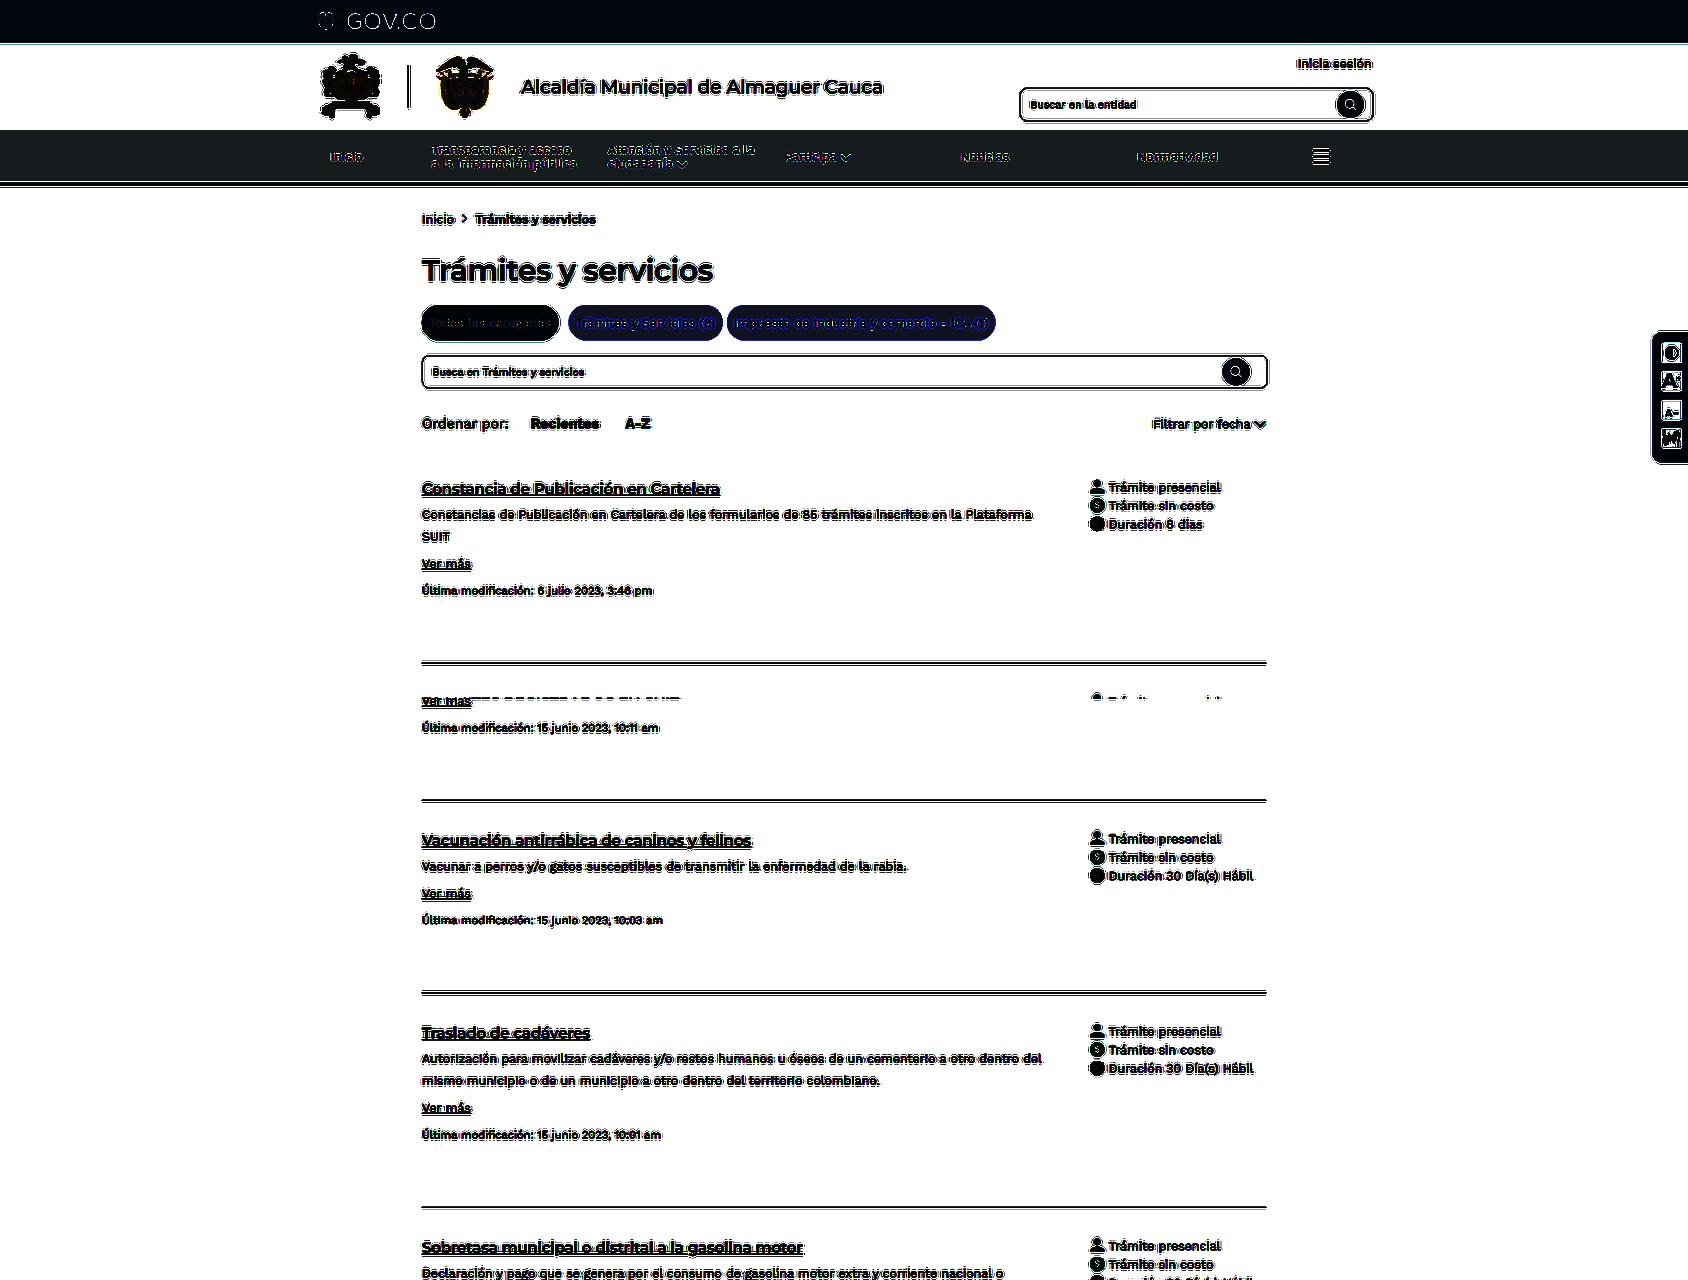 GOV.CO
Alcaldía Municipal de Almaguer Cauca
Inicia sesión
Buscar en la entidad
Inicio
Transparencia y acceso
a la información pública
Atención y Servicios a la
ciudadanía
Participa
Noticias
Normatividad
Inicio > Trámites y servicios
Trámites y servicios
Todas las categorías
Trámites y Servicios
Impuesto de industria y comercio - ICA
Busca en Trámites y servicios
Ordenar por: Recientes A-Z
Filtrar por fecha
Constancia de Publicación en Cartelera
Constancias de Publicación en Cartelera de los formularios de 85 trámites inscritos en la Plataforma
SUIT
Ver más
Última modificación: 6 julio 2023, 3:46 pm
Trámite presencial
Trámite sin costo
Duración 8 días
Ver más
Última modificación: 15 junio 2023, 10:11 am
Vacunación antirrábica de caninos y felinos
Vacunar a perros y/o gatos susceptibles de transmitir la enfermedad de la rabia.
Ver más
Última modificación: 15 junio 2023, 10:03 am
Trámite presencial
Trámite sin costo
Duración 30 Día(s) Hábil
Traslado de cadáveres
Autorización para movilizar cadáveres y/o restos humanos u óseos de un cementerio a otro dentro del
mismo municipio o de un municipio a otro dentro del territorio colombiano.
Ver más
Última modificación: 15 junio 2023, 10:01 am
Trámite presencial
Trámite sin costo
Duración 30 Día(s) Hábil
Sobretasa municipal o distrital a la gasolina motor
Declaración y pago que se genera por el consumo de gasolina motor extra y corriente nacional o
Trámite presencial
Trámite sin costo